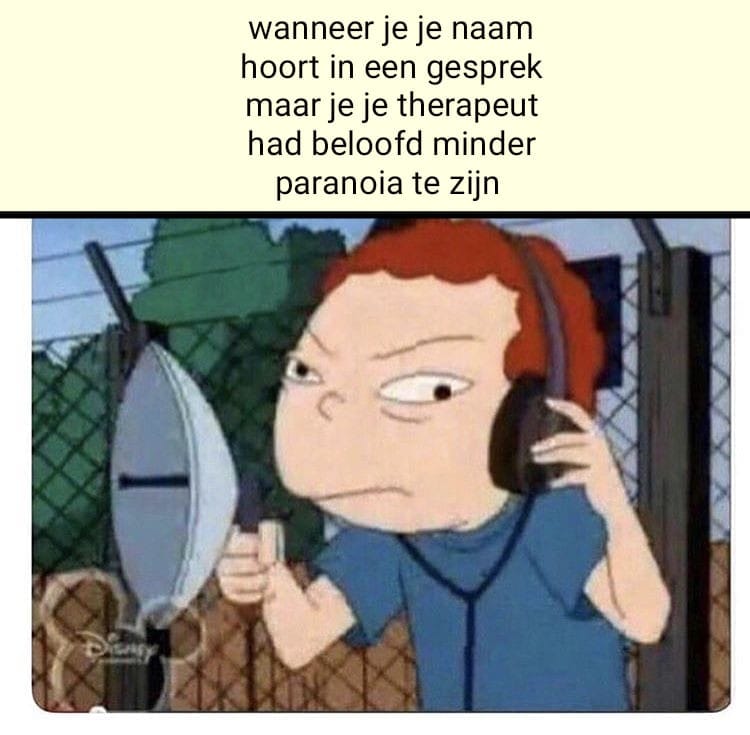 wanneer je je naam
hoort in een gesprek
maar je je therapeut
had beloofd minder
paranoia te zijn
Disney